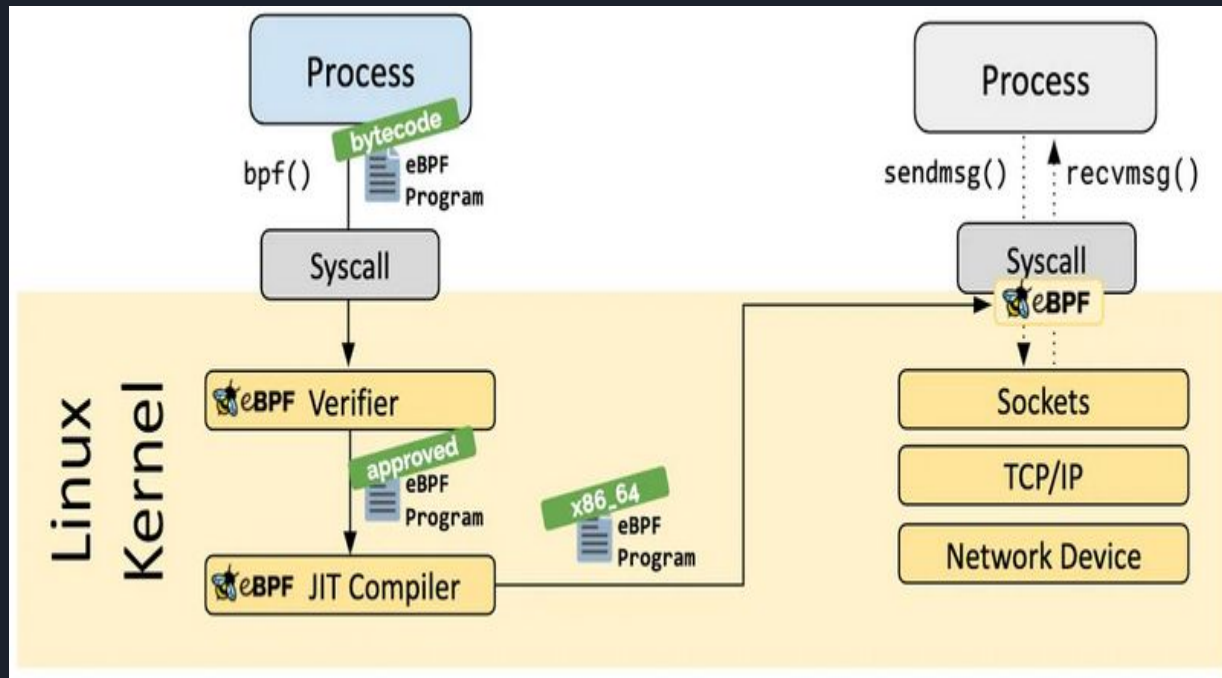 Process
bytecode
bpf()
eBPF
Program
Syscall
eBPF Verifier
approved
eBPF
Program
eBPF JIT Compiler
x86_64
eBPF
Program
Linux
Kernel
Process
sendmsg()
recvmsg()
Syscall
eBPF
Sockets
TCP/IP
Network Device